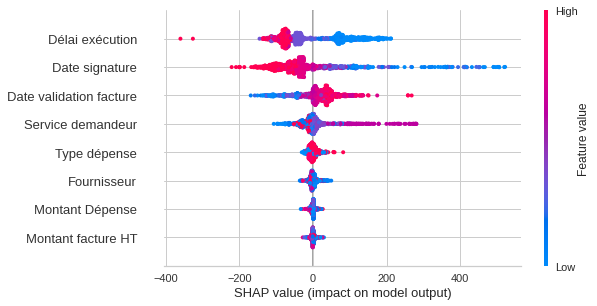 High
Délai exécution
Date signature
Date validation facture
Service demandeur
Type dépense
Fournisseur
Montant Dépense
Montant facture HT
Feature value
Low
−400 −200 0 200 400
SHAP value (impact on model output)